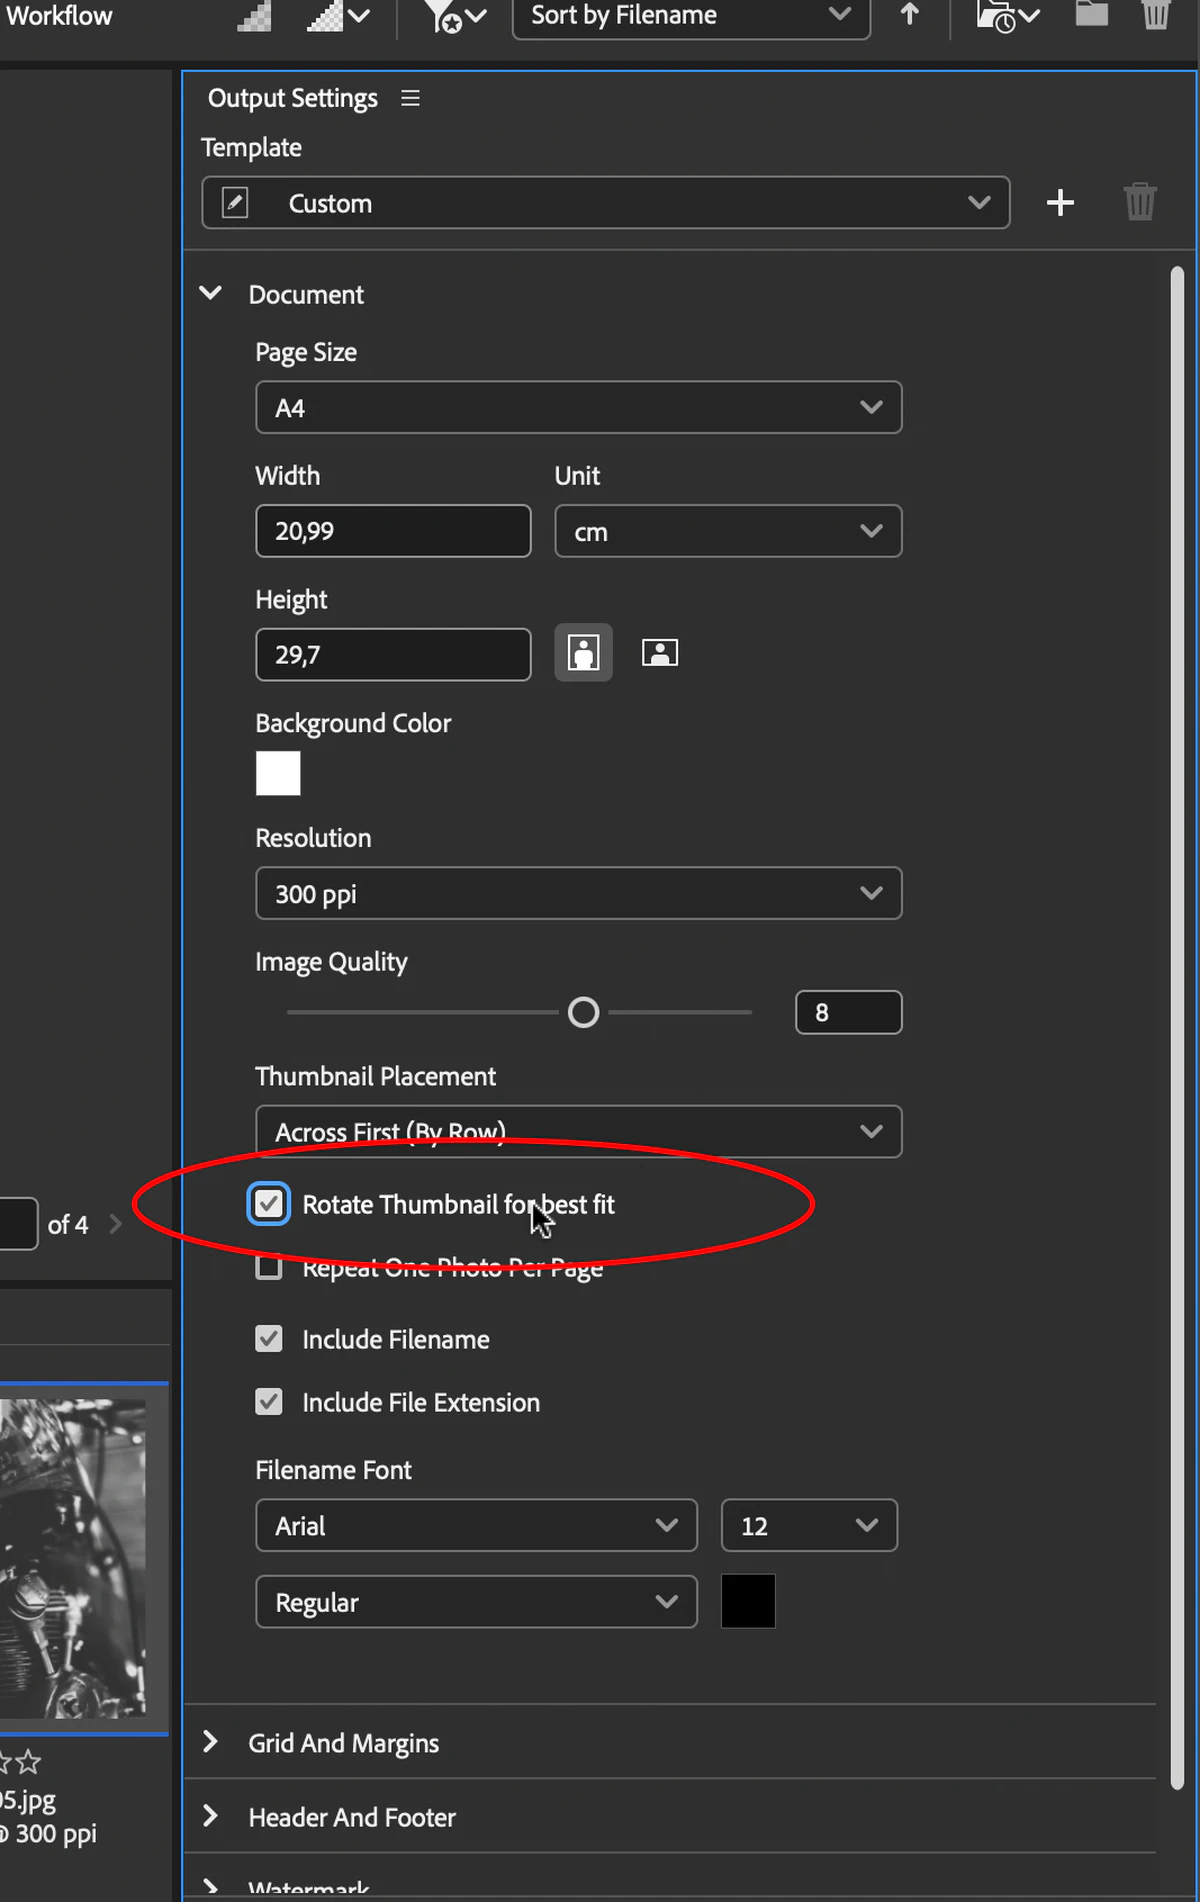 Workflow
Sort by Filename
Output Settings
Template
Custom
Document
Page Size
A4
Width
Unit
20,99
cm
Height
29,7
Background Color
Resolution
300 ppi
Image Quality
8
Thumbnail Placement
Across First (By Row)
Rotate Thumbnail for best fit
of 4
Repeat One Photo Per Page
Include Filename
Include File Extension
Filename Font
Arial
12
Regular
Grid And Margins
5.jpg
Header And Footer
300 ppi
Watermark